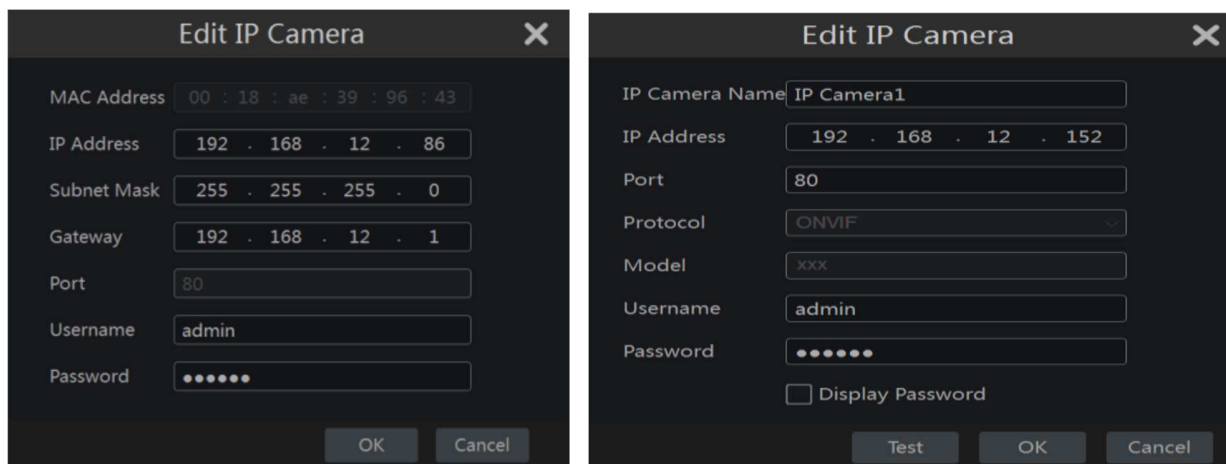 Edit IP Camera
MAC Address 00 : 18 : ae : 39 : 96 : 43
IP Address 192 . 168 . 12 . 86
Subnet Mask 255 . 255 . 255 . 0
Gateway 192 . 168 . 12 . 1
Port 80
Username admin
Password ●●●●●●
OK Cancel
Edit IP Camera
IP Camera Name IP Camera1
IP Address 192 . 168 . 12 . 152
Port 80
Protocol ONVIF
Model xxx
Username admin
Password ●●●●●●
Display Password
Test OK Cancel